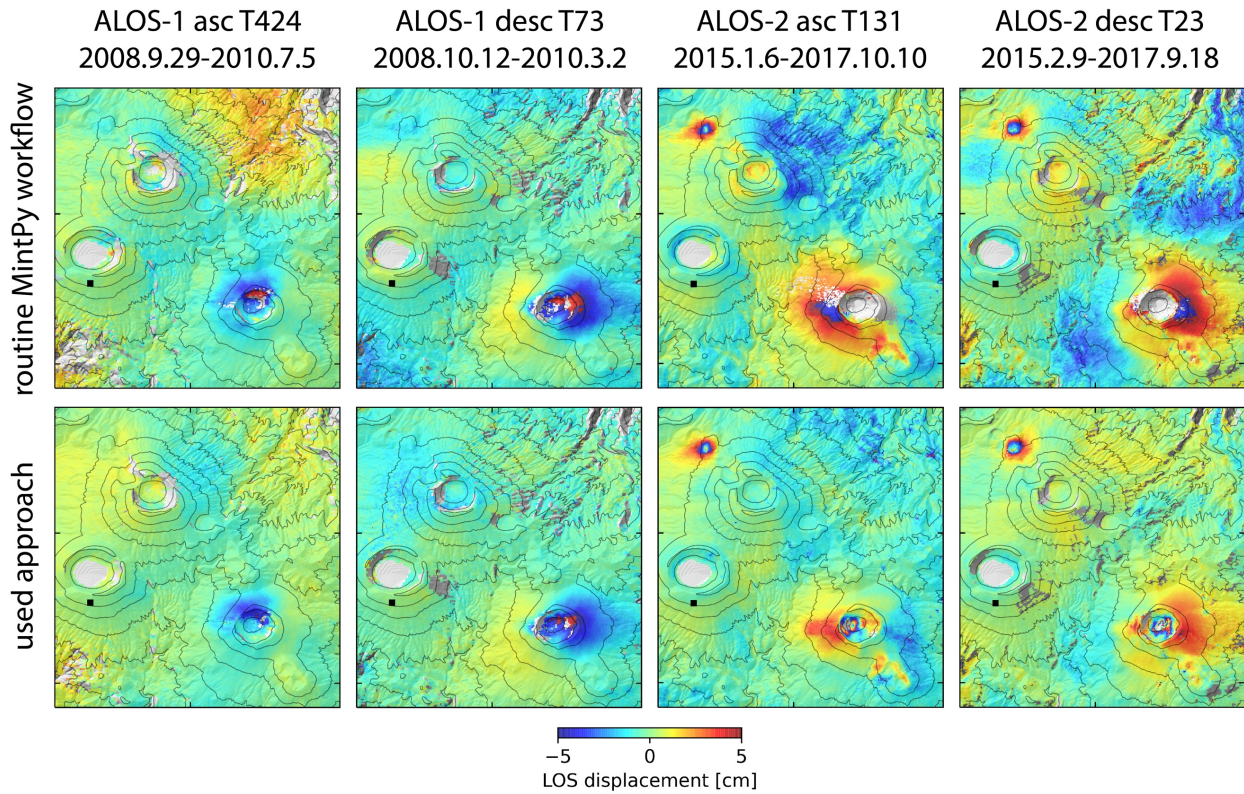 ALOS-1 asc T424
2008.9.29-2010.7.5
ALOS-1 desc T73
2008.10.12-2010.3.2
ALOS-2 asc T131
2015.1.6-2017.10.10
ALOS-2 desc T23
2015.2.9-2017.9.18
routine MintPy workflow
used approach
−5
0
5
LOS displacement [cm]